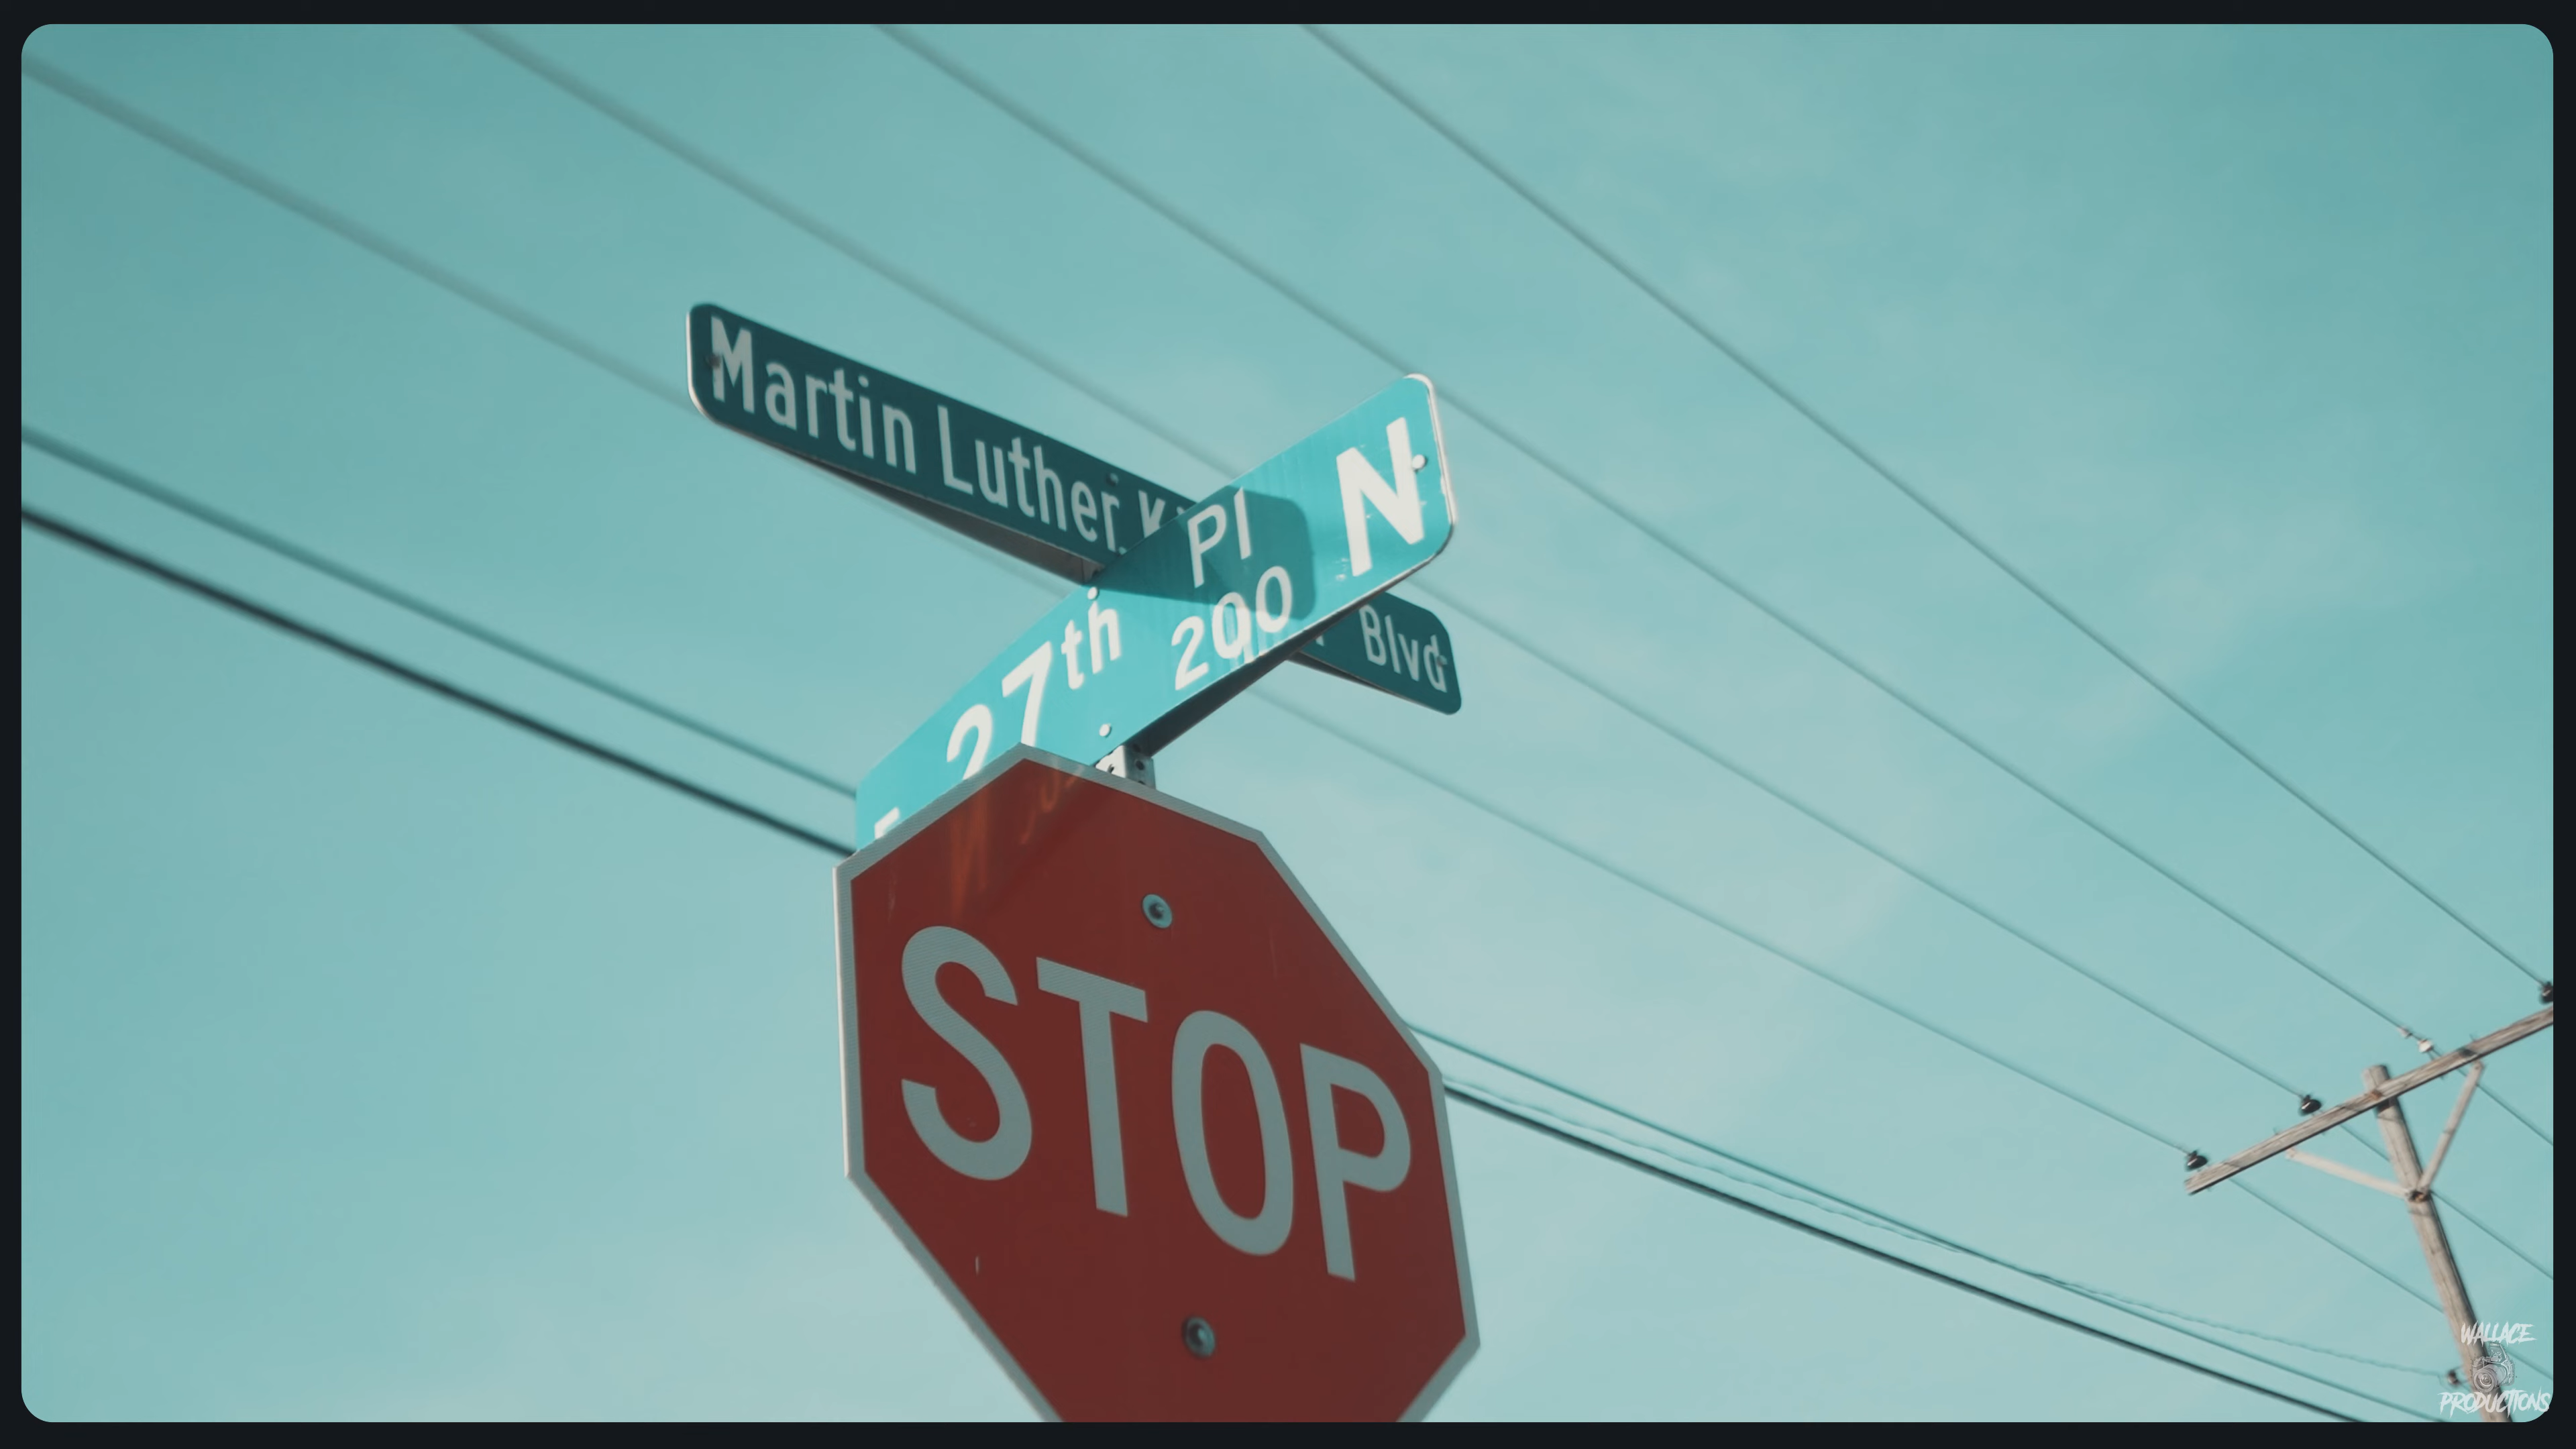 Martin Luther Blvd
27th Pl N
200
STOP
WALLACE
PRODUCTIONS